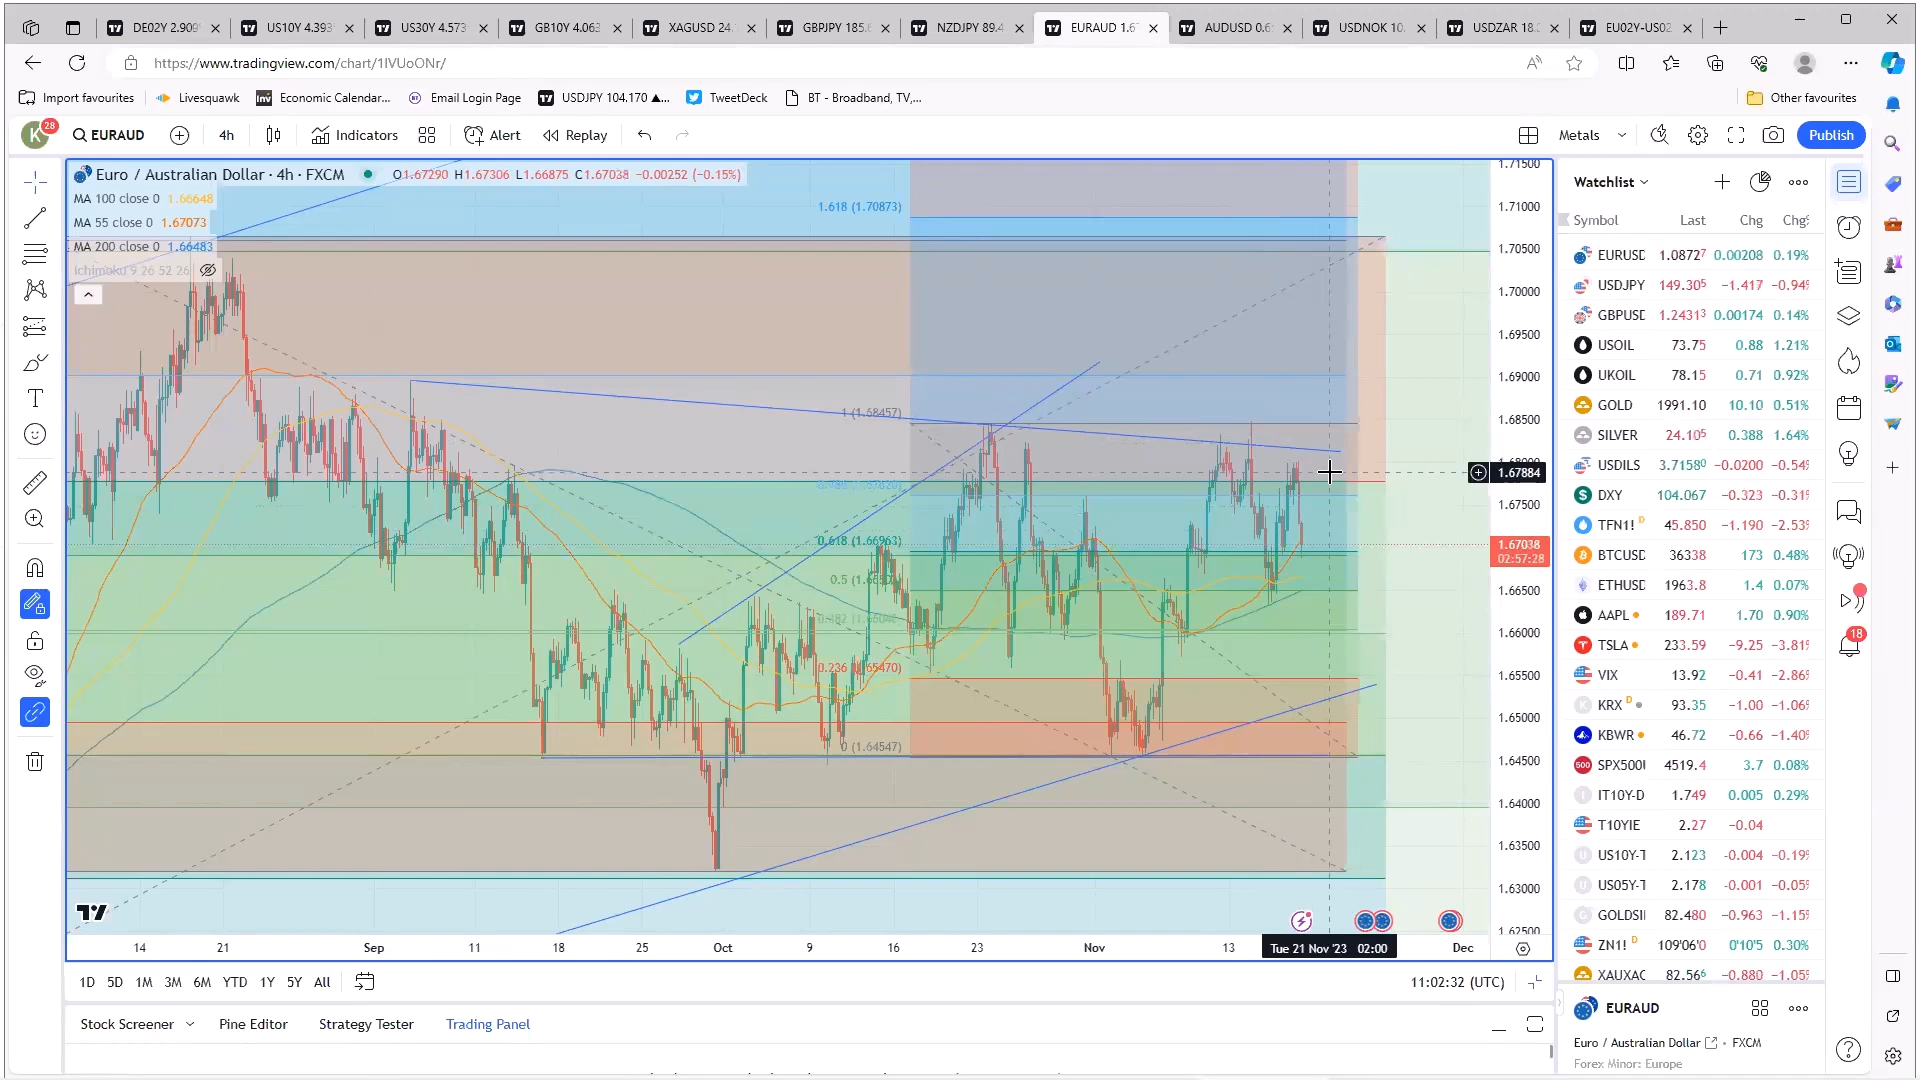 DE02Y 2.909
US10Y 4.393
US30Y 4.573
GB10Y 4.063
XAGUSD 24.
GBPJPY 185.
NZDJPY 89.4
EURAUD 1.67
AUDUSD 0.6
USDNOK 10.
USDZAR 18.
EU02Y-US02
https://www.tradingview.com/chart/1IVUoONr/
Import favourites
Livesquawk
Economic Calendar...
Email Login Page
USDJPY 104.170 ▲...
TweetDeck
BT - Broadband, TV,...
Other favourites
K 28
EURAUD
4h
Indicators
Alert
Replay
Metals
Publish
Euro / Australian Dollar · 4h · FXCM
O1.67290 H1.67306 L1.66875 C1.67038 −0.00252 (−0.15%)
MA 100 close 0 1.66648
MA 55 close 0 1.67073
MA 200 close 0 1.66483
Ichimoku 9 26 52 26
1.618 (1.70873)
1 (1.68457)
0.618 (1.66963)
0.236 (1.65470)
0 (1.64547)
1.71500
1.71000
1.70500
1.70000
1.69500
1.69000
1.68500
1.67884
1.67500
1.67038
02:57:28
1.66500
1.66000
1.65500
1.65000
1.64500
1.64000
1.63500
1.63000
1.62500
14
21
Sep
11
18
25
Oct
9
16
23
Nov
13
Tue 21 Nov '23 02:00
Dec
1D 5D 1M 3M 6M YTD 1Y 5Y All
11:02:32 (UTC)
Stock Screener
Pine Editor
Strategy Tester
Trading Panel
Watchlist
Symbol Last Chg Chg%
EURUSD 1.08727 0.00208 0.19%
USDJPY 149.305 −1.417 −0.94%
GBPUSD 1.24313 0.00174 0.14%
USOIL 73.75 0.88 1.21%
UKOIL 78.15 0.71 0.92%
GOLD 1991.10 10.10 0.51%
SILVER 24.105 0.388 1.64%
USDILS 3.71580 −0.0200 −0.54%
DXY 104.067 −0.323 −0.31%
TFN1! D 45.850 −1.190 −2.53%
BTCUSD 36338 173 0.48%
ETHUSD 1963.8 1.4 0.07%
AAPL 189.71 1.70 0.90%
TSLA 233.59 −9.25 −3.81%
VIX 13.92 −0.41 −2.86%
KRX D 93.35 −1.00 −1.06%
KBWR 46.72 −0.66 −1.40%
SPX500 4519.4 3.7 0.08%
IT10Y-D 1.749 0.005 0.29%
T10YIE 2.27 −0.04
US10Y-T 2.123 −0.004 −0.19%
US05Y-T 2.178 −0.001 −0.05%
GOLDSI 82.480 −0.963 −1.15%
ZN1! D 109'06'0 0'10'5 0.30%
XAUXAG 82.566 −0.880 −1.05%
EURAUD
Euro / Australian Dollar · FXCM
Forex Minor: Europe
18